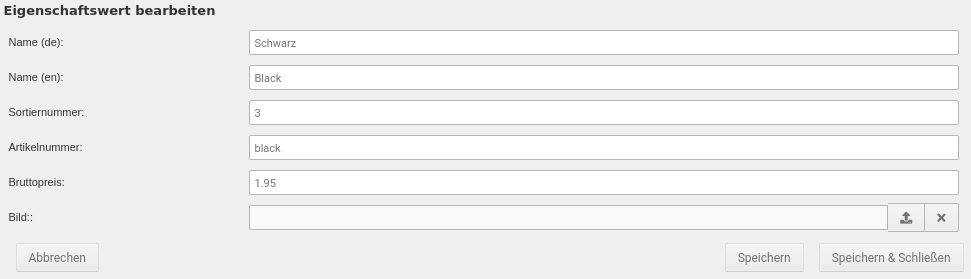 Eigenschaftswert bearbeiten
Name (de): Schwarz
Name (en): Black
Sortiernummer: 3
Artikelnummer: black
Bruttopreis: 1.95
Bild::
Abbrechen Speichern Speichern & Schließen